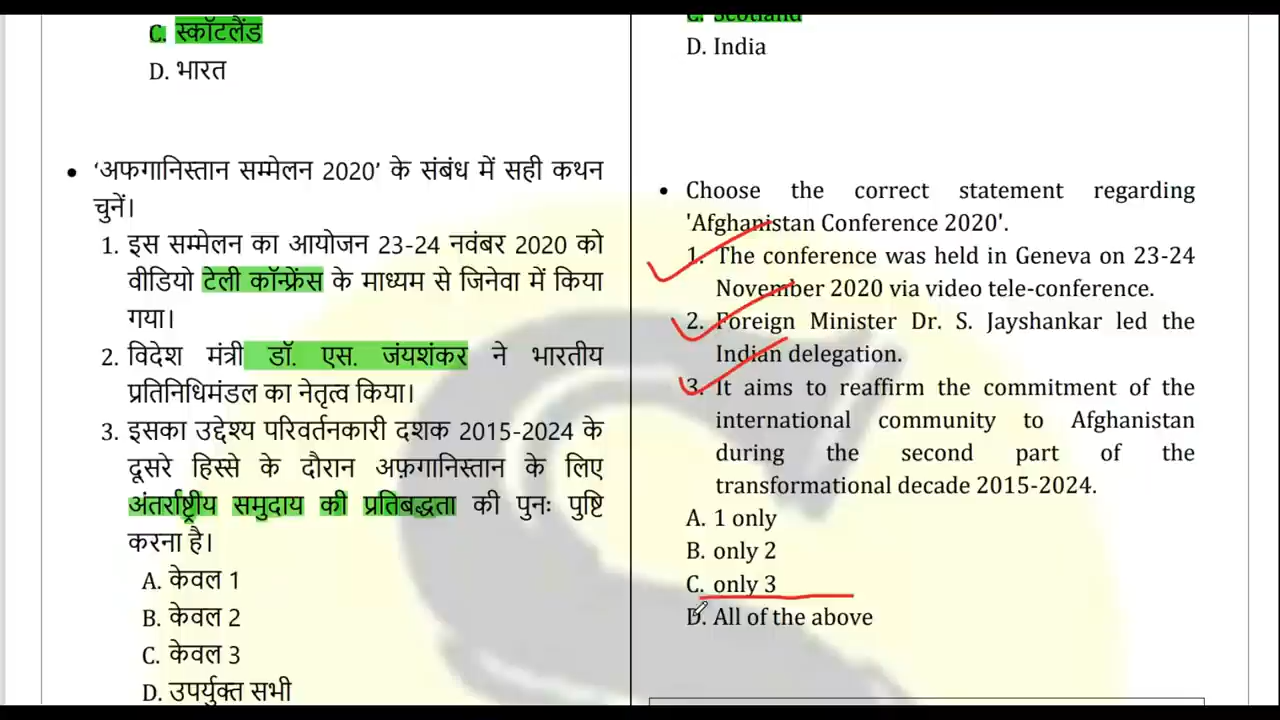 C. स्कॉटलैंड
D. भारत
• ‘अफगानिस्तान सम्मेलन 2020’ के संबंध में सही कथन
चुनें।
1. इस सम्मेलन का आयोजन 23-24 नवंबर 2020 को
वीडियो टेली कॉन्फ्रेंस के माध्यम से जिनेवा में किया
गया।
2. विदेश मंत्री डॉ. एस. जंयशंकर ने भारतीय
प्रतिनिधिमंडल का नेतृत्व किया।
3. इसका उद्देश्य परिवर्तनकारी दशक 2015-2024 के
दूसरे हिस्से के दौरान अफ़गानिस्तान के लिए
अंतर्राष्ट्रीय समुदाय की प्रतिबद्धता की पुनः पुष्टि
करना है।
A. केवल 1
B. केवल 2
C. केवल 3
D. उपर्युक्त सभी
C. Scotland
D. India
• Choose the correct statement regarding
'Afghanistan Conference 2020'.
1. The conference was held in Geneva on 23-24
November 2020 via video tele-conference.
2. Foreign Minister Dr. S. Jayshankar led the
Indian delegation.
3. It aims to reaffirm the commitment of the
international community to Afghanistan
during the second part of the
transformational decade 2015-2024.
A. 1 only
B. only 2
C. only 3
D. All of the above